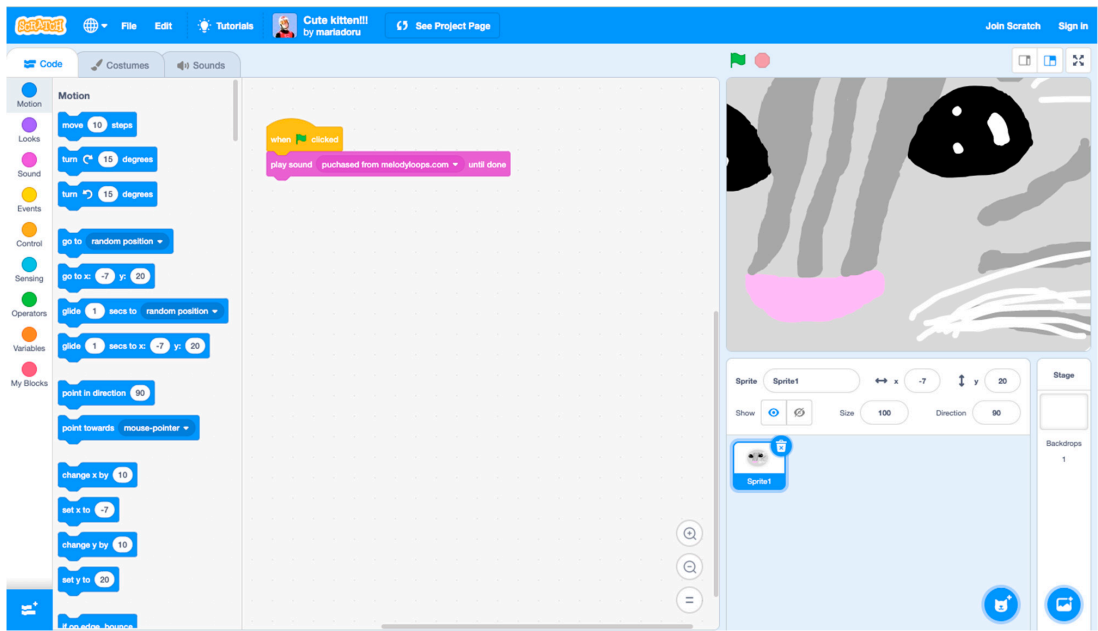 SCRATCH
File
Edit
Tutorials
Cute kitten!!!
by mariadoru
See Project Page
Join Scratch
Sign in
Code
Costumes
Sounds
Motion
Looks
Sound
Events
Control
Sensing
Operators
Variables
My Blocks
Motion
move 10 steps
turn 15 degrees
turn 15 degrees
go to random position
go to x: -7 y: 20
glide 1 secs to random position
glide 1 secs to x: -7 y: 20
point in direction 90
point towards mouse-pointer
change x by 10
set x to -7
change y by 10
set y to 20
if on edge, bounce
when clicked
play sound puchased from melodyloops.com until done
Sprite Sprite1 x -7 y 20
Show Size 100 Direction 90
Sprite1
Stage
Backdrops
1